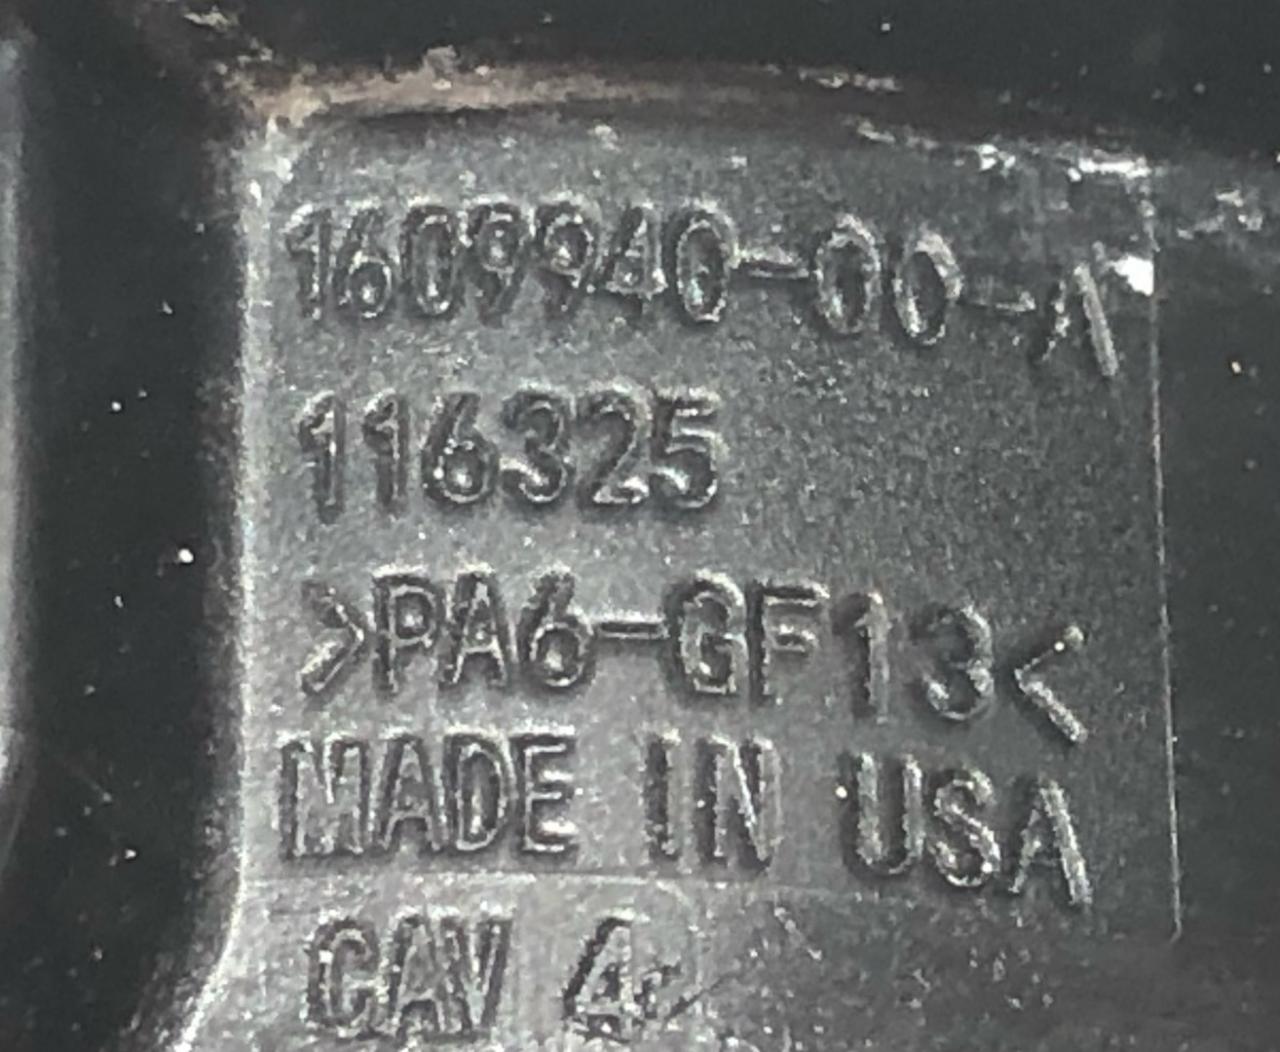 1609940-00-A
116325
>PA6-GF13<
MADE IN USA
CAV 4